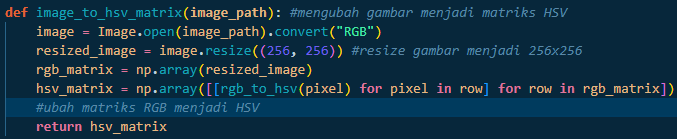 def image_to_hsv_matrix(image_path): #mengubah gambar menjadi matriks HSV
    image = Image.open(image_path).convert("RGB")
    resized_image = image.resize((256, 256)) #resize gambar menjadi 256x256
    rgb_matrix = np.array(resized_image)
    hsv_matrix = np.array([[rgb_to_hsv(pixel) for pixel in row] for row in rgb_matrix])
    #ubah matriks RGB menjadi HSV
    return hsv_matrix